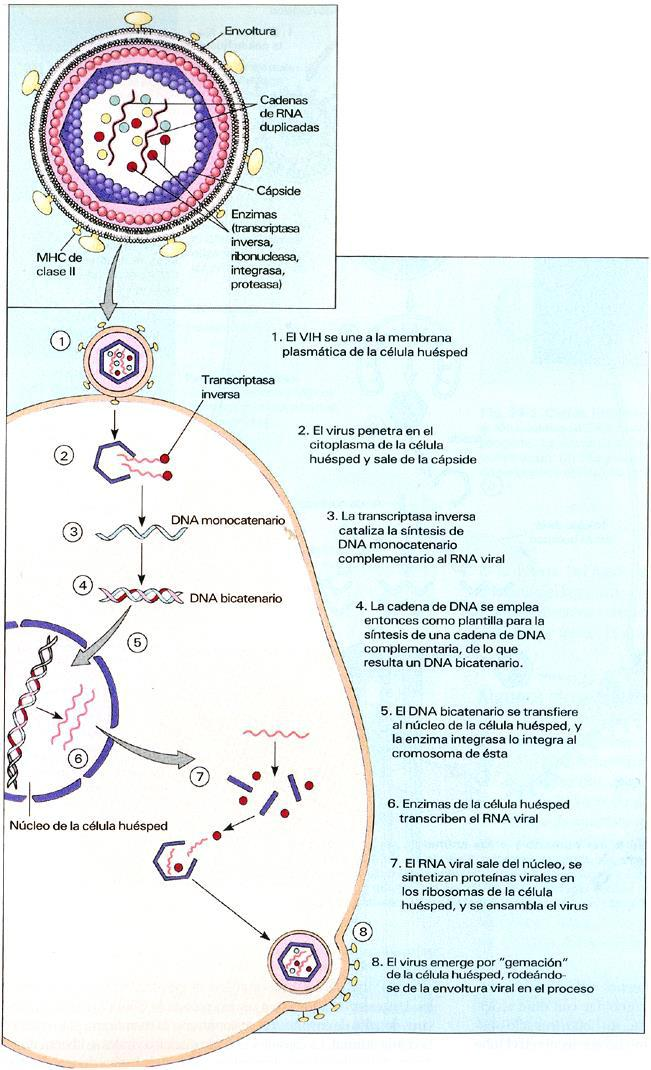 Envoltura
Cadenas
de RNA
duplicadas
Cápside
Enzimas
(transcriptasa
inversa,
ribonucleasa,
integrasa,
proteasa)
MHC de
clase II
1
1. El VIH se une a la membrana
plasmática de la célula huésped
Transcriptasa
inversa
2
2. El virus penetra en el
citoplasma de la célula
huésped y sale de la cápside
3
DNA monocatenario
3. La transcriptasa inversa
cataliza la síntesis de
DNA monocatenario
complementario al RNA viral
4
DNA bicatenario
4. La cadena de DNA se emplea
entonces como plantilla para la
síntesis de una cadena de DNA
complementaria, de lo que
resulta un DNA bicatenario.
5
5. El DNA bicatenario se transfiere
al núcleo de la célula huésped, y
la enzima integrasa lo integra al
cromosoma de ésta
6
7
Núcleo de la célula huésped
6. Enzimas de la célula huésped
transcriben el RNA viral
7. El RNA viral sale del núcleo, se
sintetizan proteínas virales en
los ribosomas de la célula
huésped, y se ensambla el virus
8
8. El virus emerge por "gemación"
de la célula huésped, rodeándo-
se de la envoltura viral en el proceso